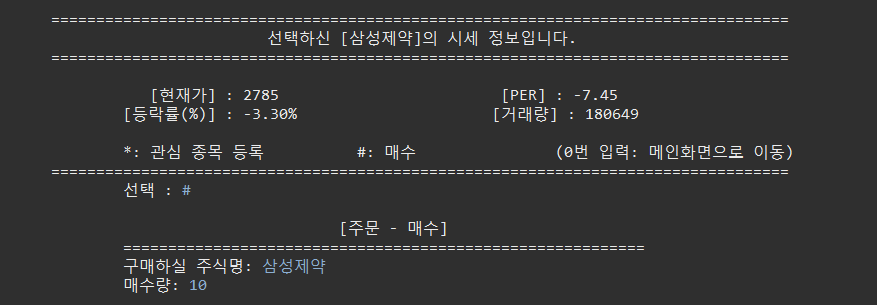 ==================================================================================
선택하신 [삼성제약]의 시세 정보입니다.
==================================================================================
[현재가] : 2785 [PER] : -7.45
[등락률(%)] : -3.30% [거래량] : 180649
*: 관심 종목 등록 #: 매수 (0번 입력: 메인화면으로 이동)
==================================================================================
선택 : #
[주문 - 매수]
==========================================================
구매하실 주식명: 삼성제약
매수량: 10